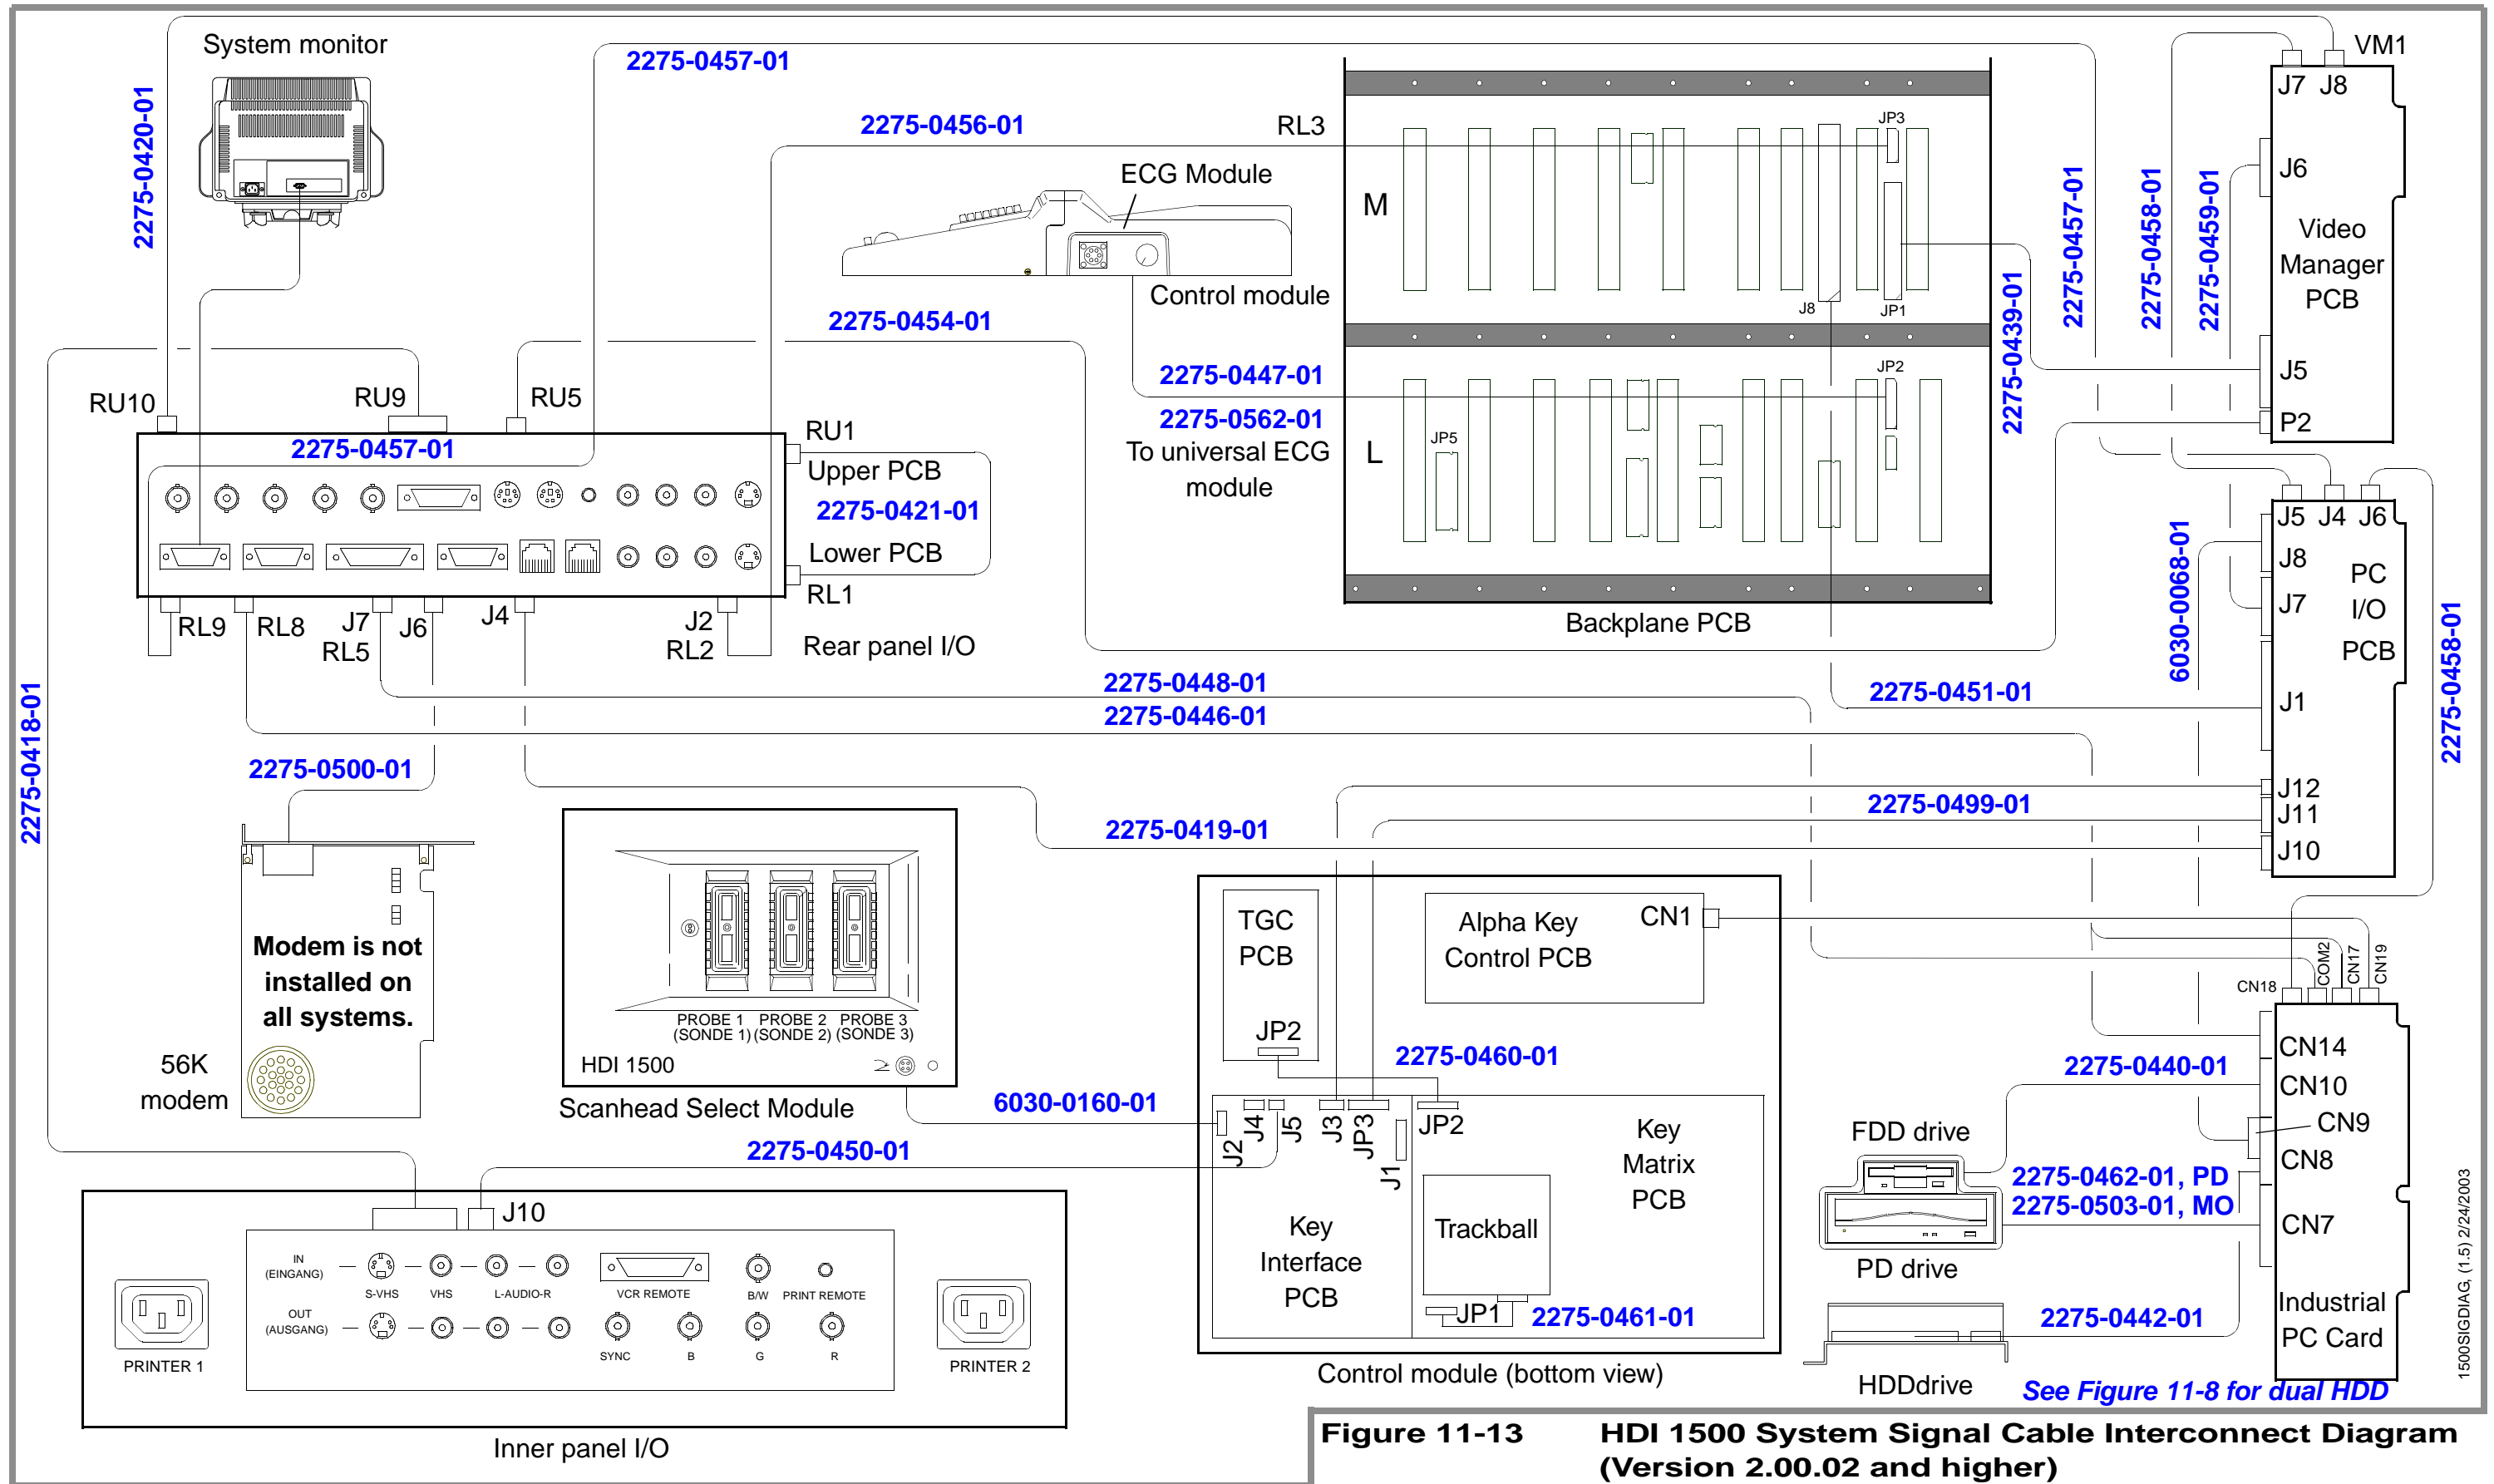 System monitor
2275-0420-01
2275-0457-01
2275-0456-01
RL3
ECG Module
Control module
2275-0454-01
2275-0447-01
2275-0562-01
To universal ECG
module
M
L
JP3
J8
JP1
JP2
JP5
Backplane PCB
2275-0439-01
2275-0457-01
2275-0458-01
2275-0459-01
VM1
J7 J8
J6
Video
Manager
PCB
J5
P2
RU10
RU9
RU5
2275-0457-01
RU1
Upper PCB
2275-0421-01
Lower PCB
RL1
RL9
RL8
J7
RL5
J6
J4
J2
RL2
Rear panel I/O
J5 J4 J6
J8
PC
I/O
PCB
J7
J1
J12
J11
J10
6030-0068-01
2275-0458-01
2275-0448-01
2275-0446-01
2275-0451-01
2275-0418-01
2275-0500-01
2275-0499-01
2275-0419-01
Modem is not
installed on
all systems.
56K
modem
PROBE 1 PROBE 2 PROBE 3
(SONDE 1) (SONDE 2) (SONDE 3)
HDI 1500
Scanhead Select Module
6030-0160-01
2275-0450-01
TGC
PCB
JP2
Alpha Key
Control PCB
CN1
2275-0460-01
J2
J4
J5
J3
JP3
J1
JP2
Key
Interface
PCB
Key
Matrix
PCB
Trackball
JP1
2275-0461-01
Control module (bottom view)
CN18
COM2
CN17
CN19
CN14
CN10
CN9
CN8
CN7
Industrial
PC Card
2275-0440-01
FDD drive
2275-0462-01, PD
2275-0503-01, MO
PD drive
2275-0442-01
HDDdrive
See Figure 11-8 for dual HDD
1500SIGDIAG, (1.5) 2/24/2003
J10
IN
(EINGANG)
S-VHS
VHS
L-AUDIO-R
VCR REMOTE
B/W
PRINT REMOTE
OUT
(AUSGANG)
SYNC
B
G
R
PRINTER 1
PRINTER 2
Inner panel I/O
Figure 11-13 HDI 1500 System Signal Cable Interconnect Diagram
(Version 2.00.02 and higher)